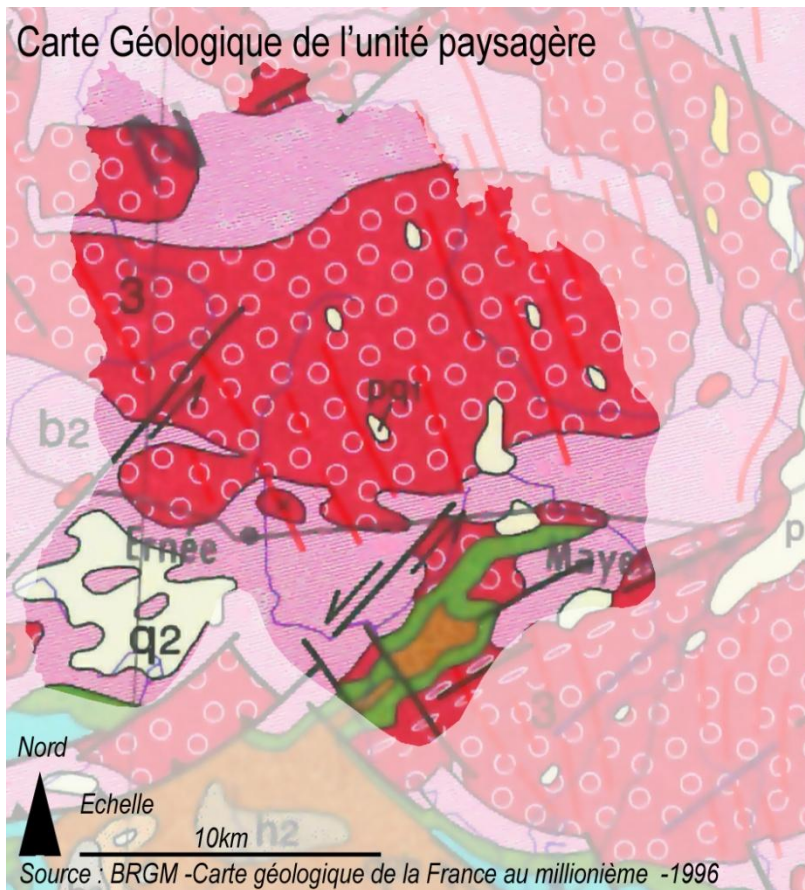 Carte Géologique de l'unité paysagère
3
pq1
b2
Ernée
Maye
p
q2
3
Nord
Echelle
10km
h2
Source : BRGM -Carte géologique de la France au millionième -1996